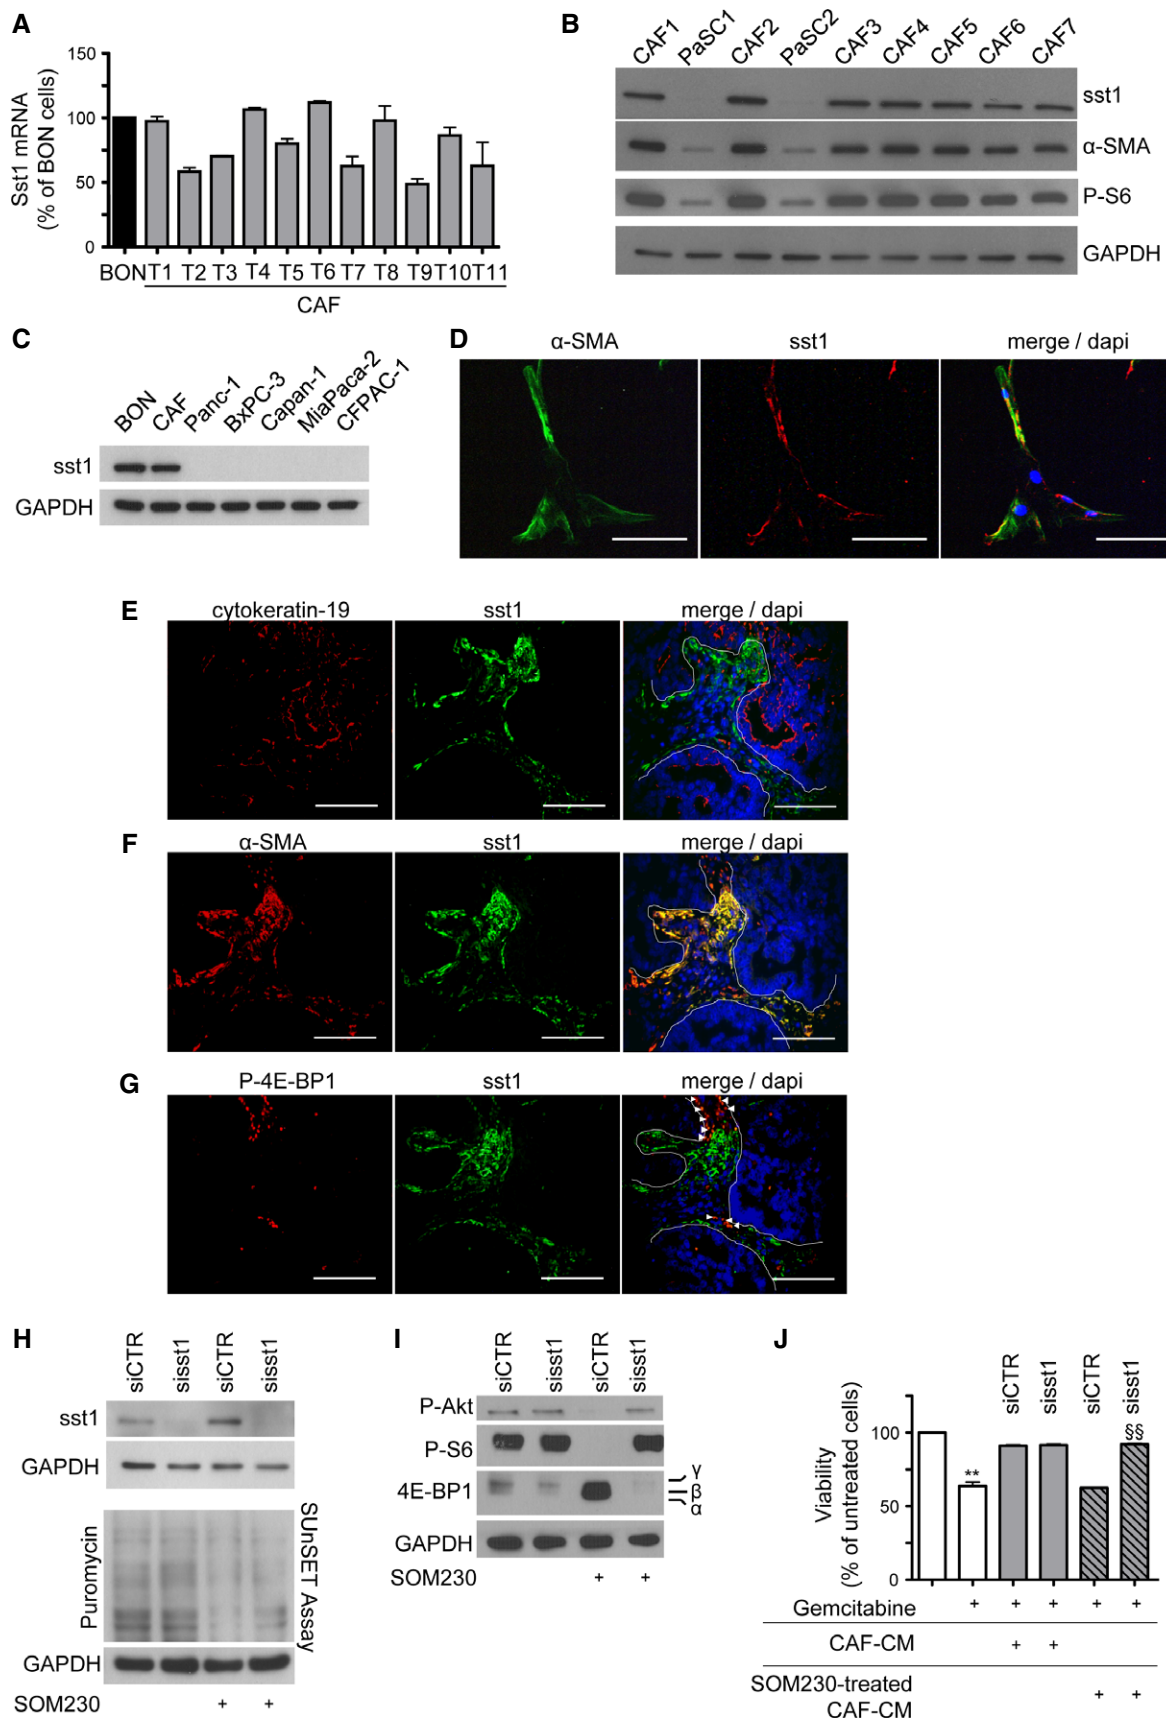 A
Sst1 mRNA
(% of BON cells)
150
100
50
0
BON T1 T2 T3 T4 T5 T6 T7 T8 T9 T10 T11
CAF
B
CAF1 PaSC1 CAF2 PaSC2 CAF3 CAF4 CAF5 CAF6 CAF7
sst1
α-SMA
P-S6
GAPDH
C
BON CAF Panc-1 BxPC-3 Capan-1 MiaPaca-2 CFPAC-1
sst1
GAPDH
D
α-SMA sst1 merge / dapi
E
cytokeratin-19 sst1 merge / dapi
F
α-SMA sst1 merge / dapi
G
P-4E-BP1 sst1 merge / dapi
H
siCTR sisst1 siCTR sisst1
sst1
GAPDH
Puromycin
SUnSET Assay
GAPDH
SOM230 + +
I
siCTR sisst1 siCTR sisst1
P-Akt
P-S6
4E-BP1
γ
β
α
GAPDH
SOM230 + +
J
siCTR sisst1 siCTR sisst1
Viability
(% of untreated cells)
100
50
0
**
§§
Gemcitabine + + + + +
CAF-CM + +
SOM230-treated
CAF-CM + +